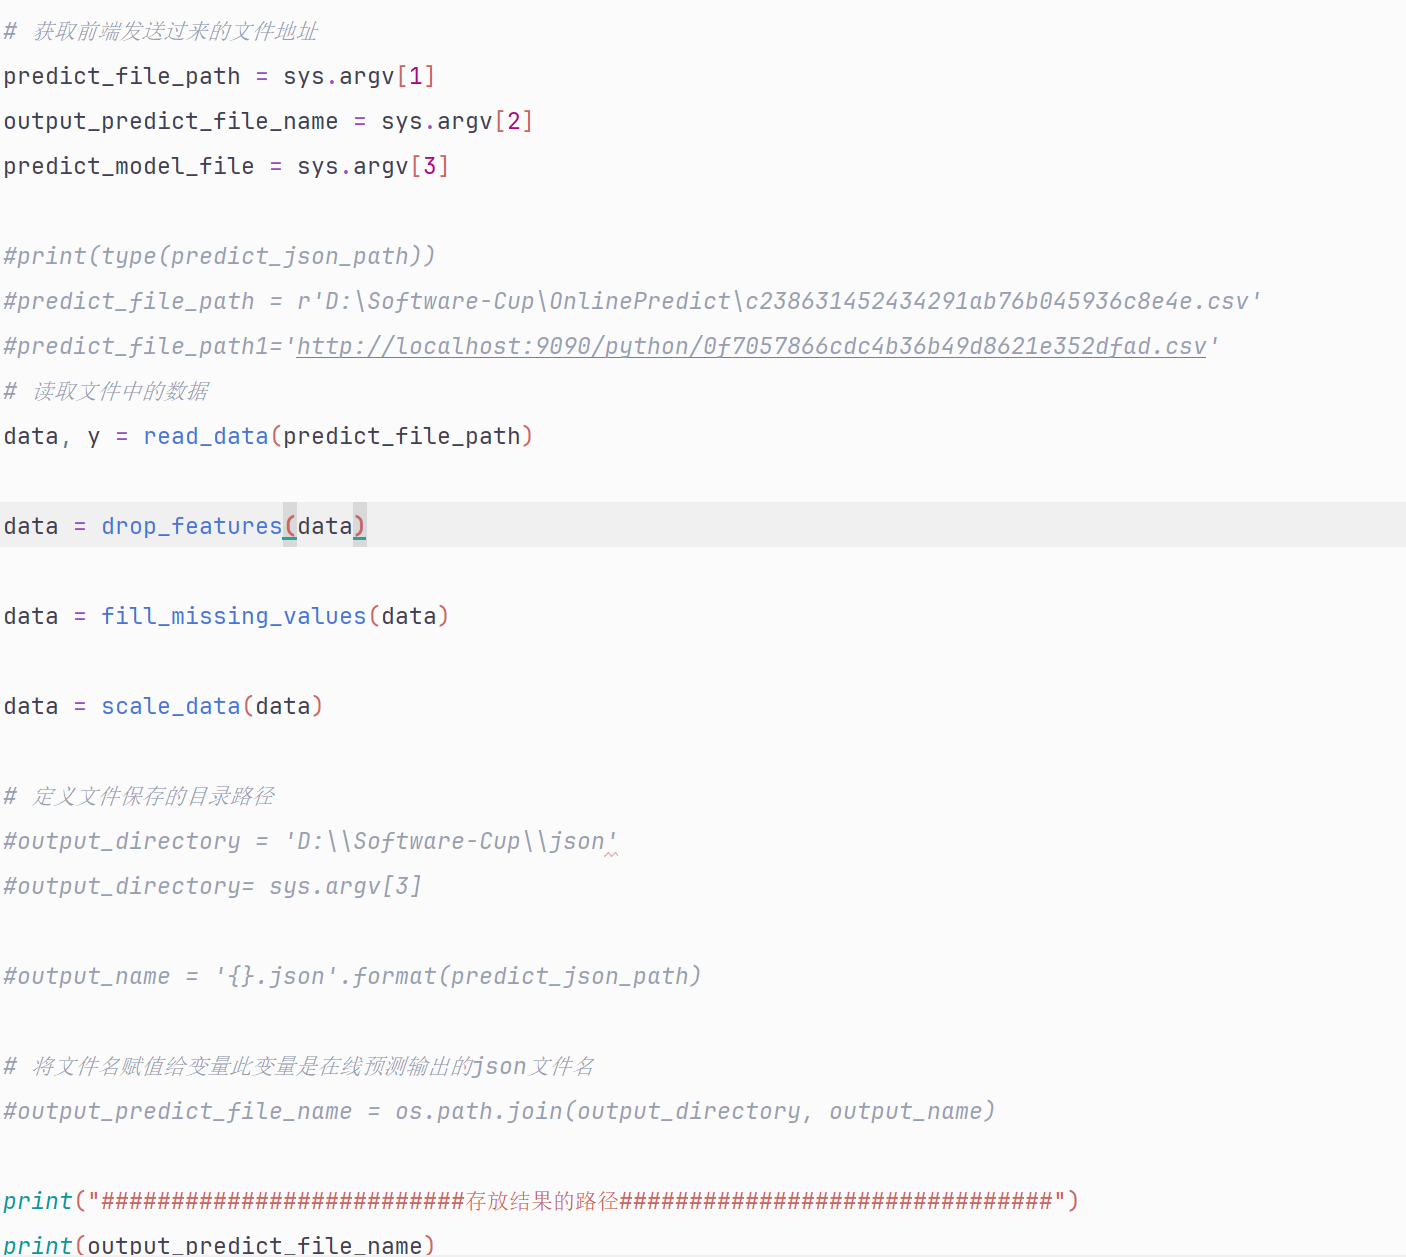 # 获取前端发送过来的文件地址
predict_file_path = sys.argv[1]
output_predict_file_name = sys.argv[2]
predict_model_file = sys.argv[3]
#print(type(predict_json_path))
#predict_file_path = r'D:\Software-Cup\OnlinePredict\c238631452434291ab76b045936c8e4e.csv'
#predict_file_path1='http://localhost:9090/python/0f7057866cdc4b36b49d8621e352dfad.csv'
# 读取文件中的数据
data, y = read_data(predict_file_path)
data = drop_features(data)
data = fill_missing_values(data)
data = scale_data(data)
# 定义文件保存的目录路径
#output_directory = 'D:\\Software-Cup\\json'
#output_directory= sys.argv[3]
#output_name = '{}.json'.format(predict_json_path)
# 将文件名赋值给变量此变量是在线预测输出的json文件名
#output_predict_file_name = os.path.join(output_directory, output_name)
print("##########################存放结果的路径###############################")
print(output_predict_file_name)